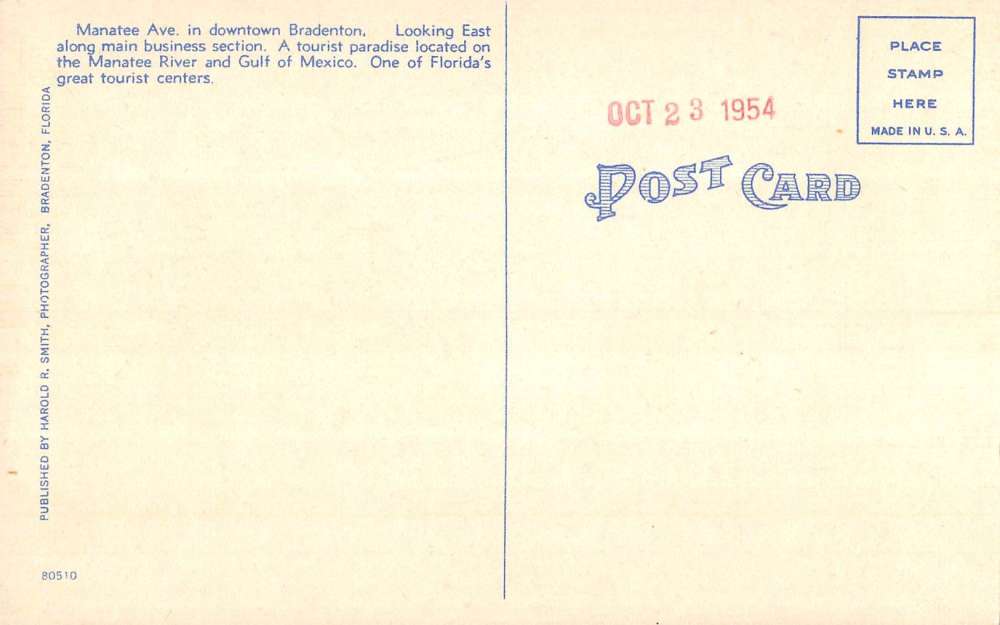 Manatee Ave. in downtown Bradenton. Looking East
along main business section. A tourist paradise located on
the Manatee River and Gulf of Mexico. One of Florida's
great tourist centers.
PUBLISHED BY HAROLD R. SMITH, PHOTOGRAPHER, BRADENTON, FLORIDA
80510
PLACE
STAMP
HERE
MADE IN U. S. A.
OCT 23 1954
POST CARD